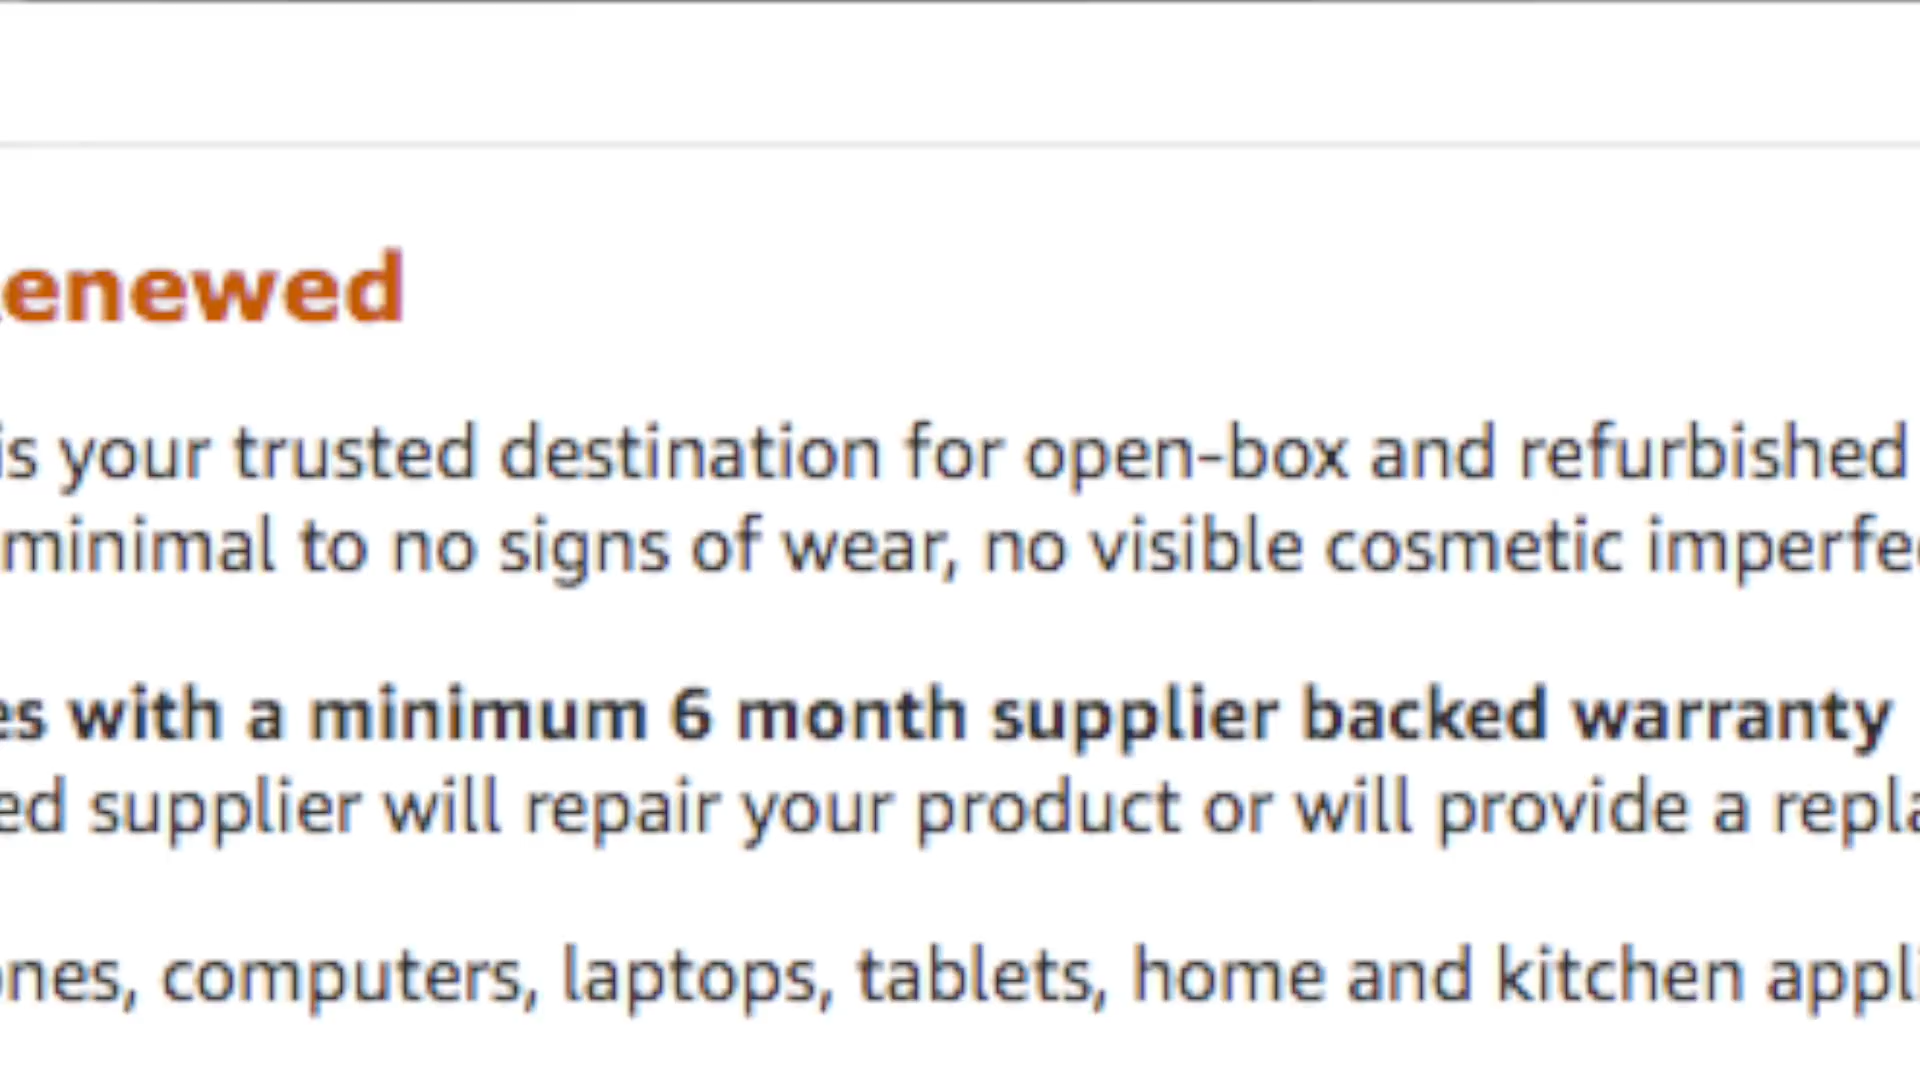 enewed
is your trusted destination for open-box and refurbished
minimal to no signs of wear, no visible cosmetic imperfe
es with a minimum 6 month supplier backed warranty
ed supplier will repair your product or will provide a repla
ones, computers, laptops, tablets, home and kitchen appli